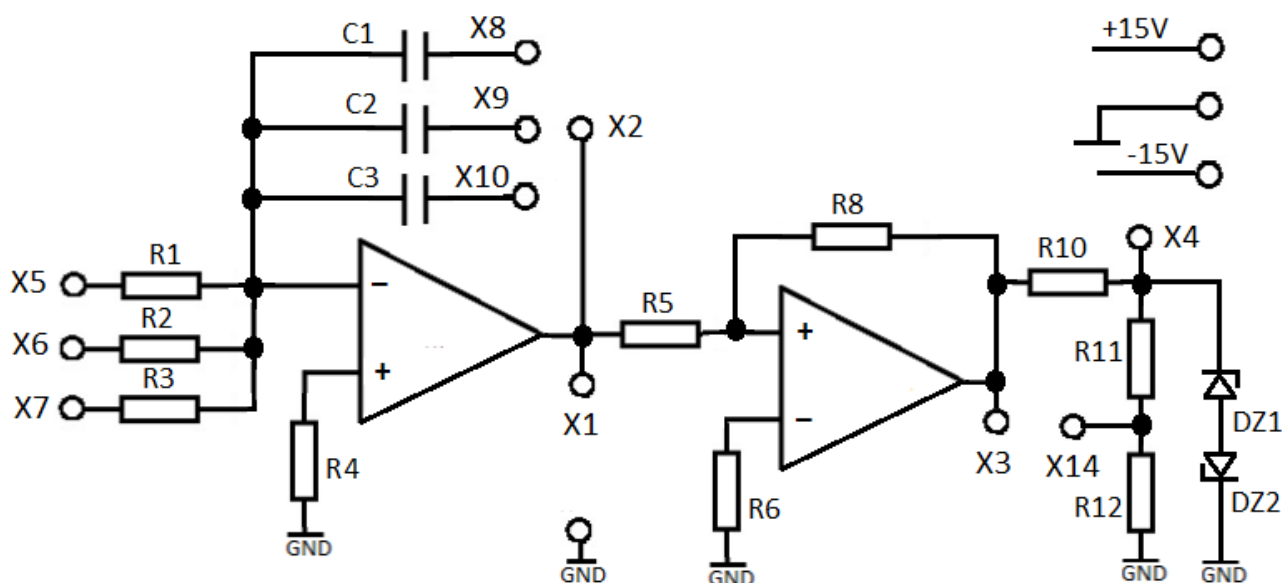 C1 X8
+15V
C2 X9 X2
-15V
C3 X10
R8 X4
R10
X5 R1 − R5
X6 R2 + R11
X7 R3 + −
X1 DZ1
R4 X3 X14
R6 R12 DZ2
GND GND GND GND GND